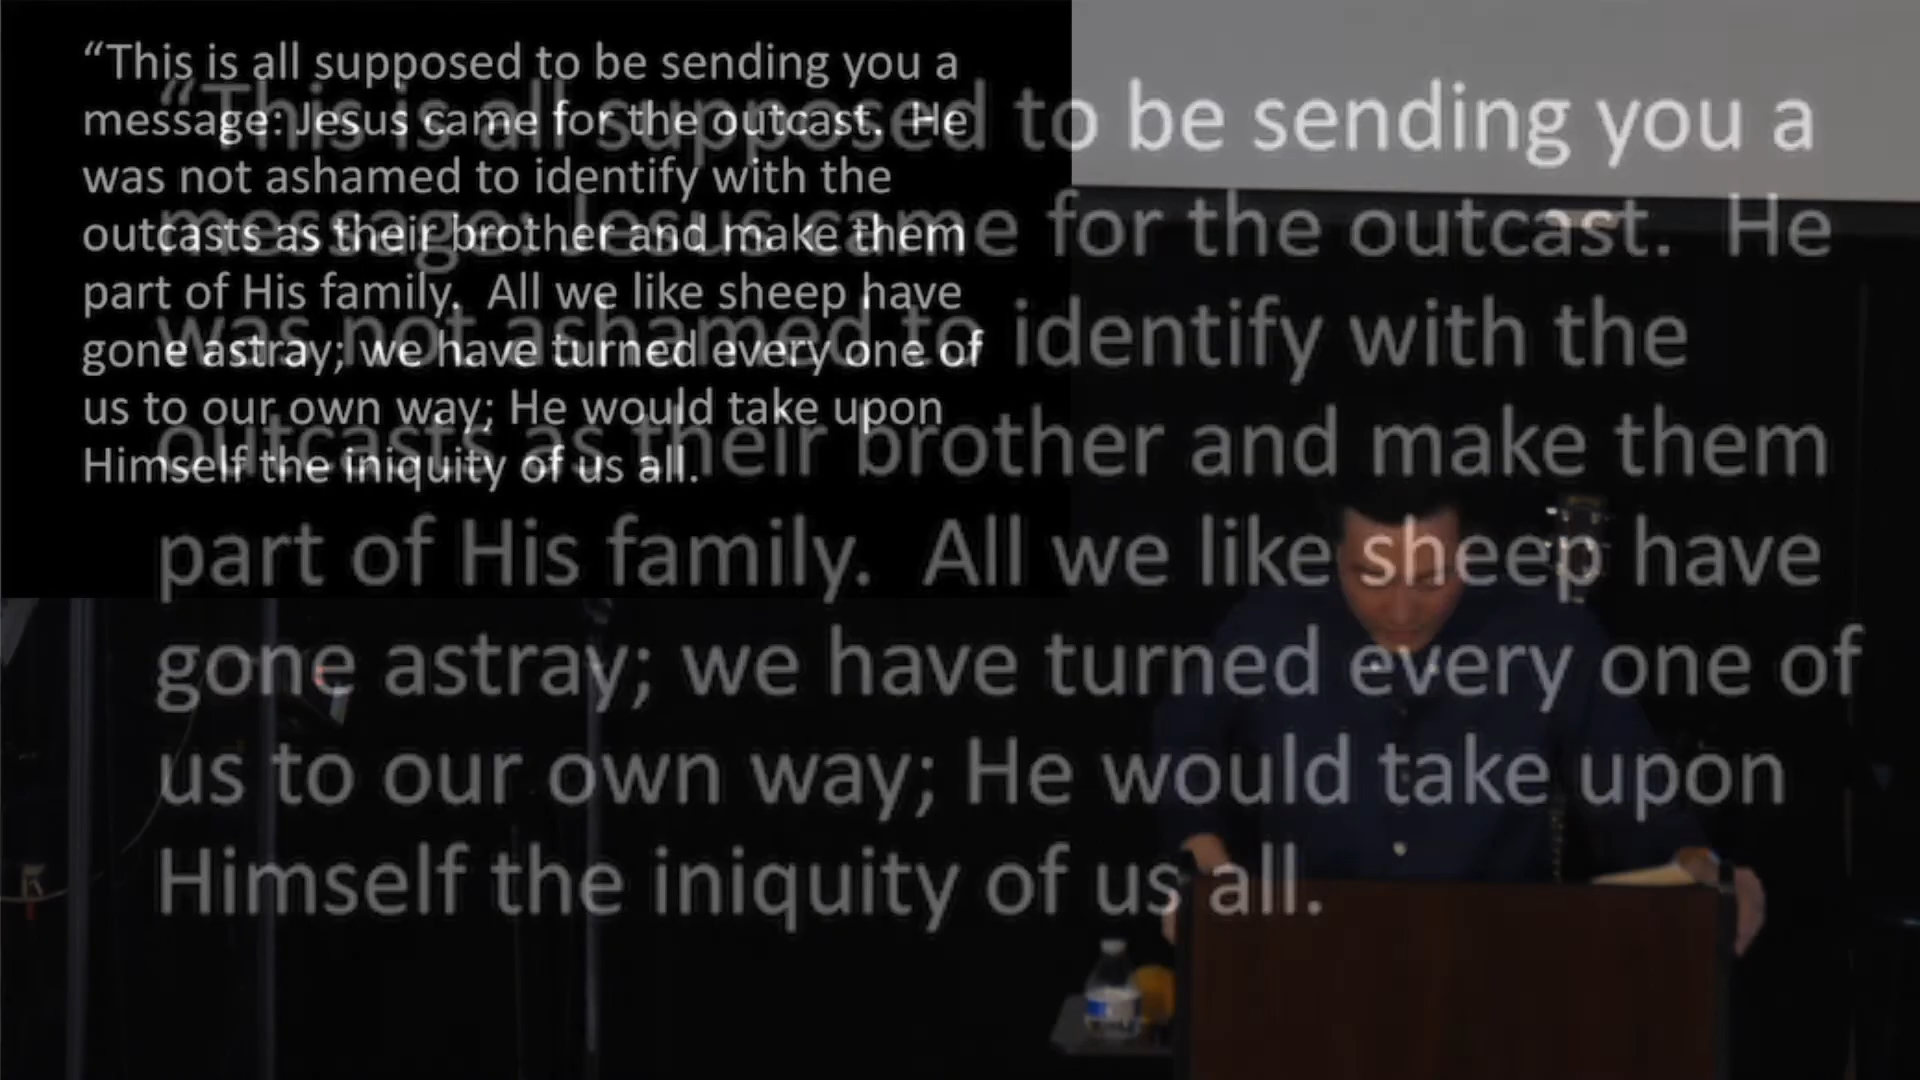 “This is all supposed to be sending you a
message: Jesus came for the outcast.  He
was not ashamed to identify with the
outcasts as their brother and make them
part of His family.  All we like sheep have
gone astray; we have turned every one of
us to our own way; He would take upon
Himself the iniquity of us all.
“This is all supposed to be sending you a
message: Jesus came for the outcast.  He
was not ashamed to identify with the
outcasts as their brother and make them
part of His family.  All we like sheep have
gone astray; we have turned every one of
us to our own way; He would take upon
Himself the iniquity of us all.